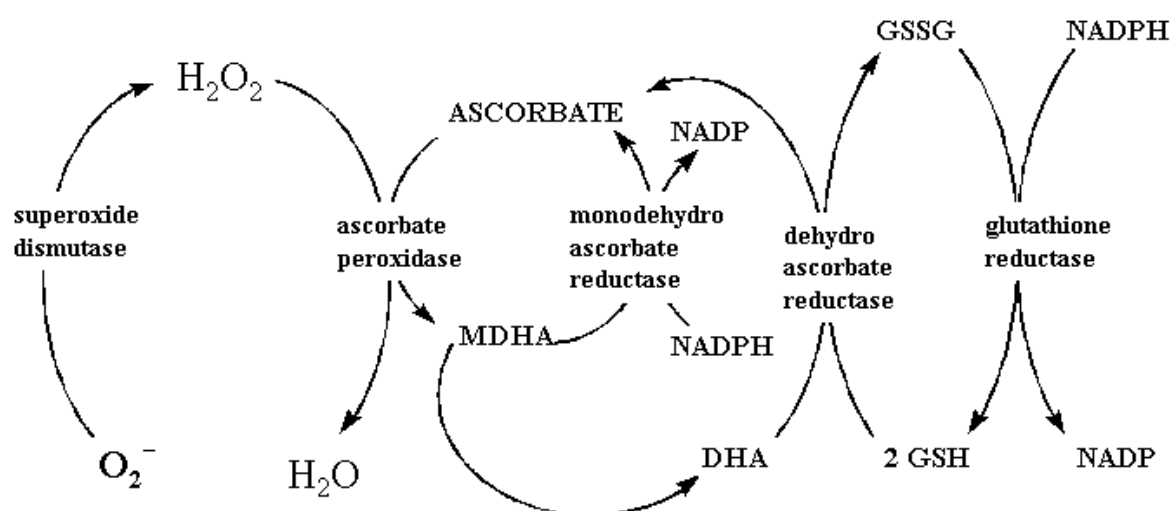 GSSG
NADPH
H₂O₂
ASCORBATE
NADP
superoxide
dismutase
ascorbate
peroxidase
monodehydro
ascorbate
reductase
dehydro
ascorbate
reductase
glutathione
reductase
MDHA
NADPH
O₂⁻
H₂O
DHA
2 GSH
NADP